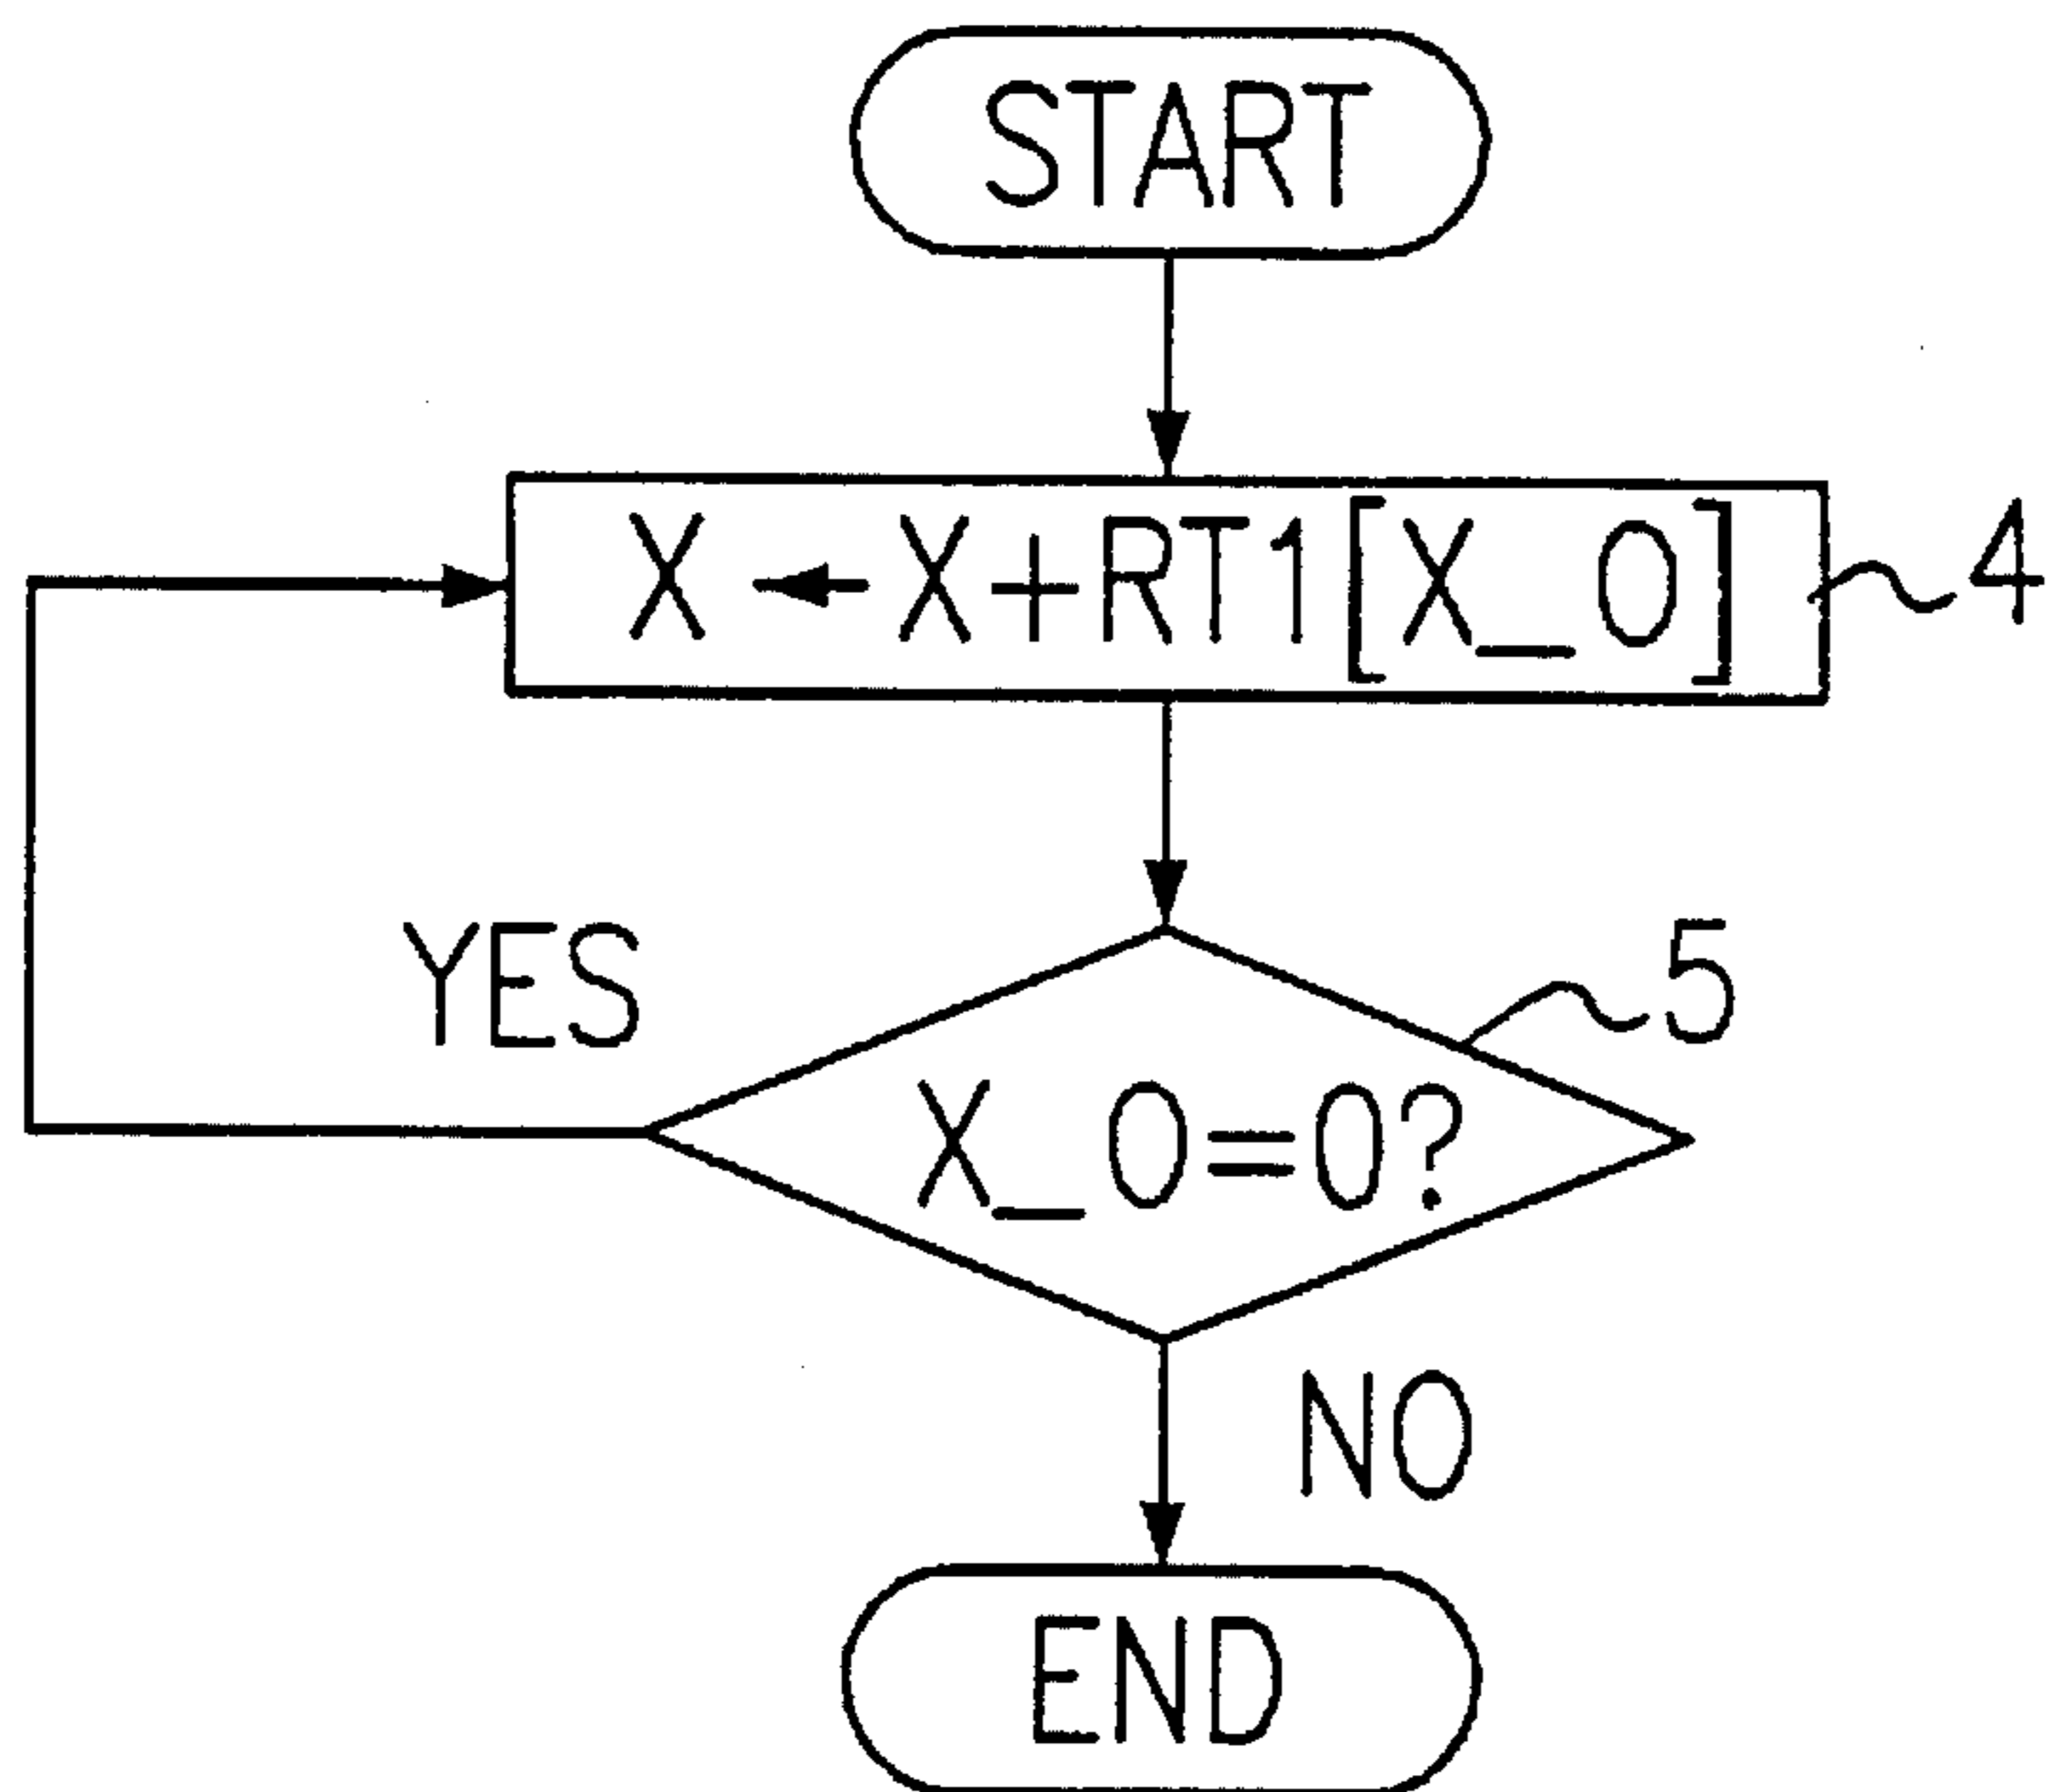 START
X ← X+RT1[X_0] 4
YES
5
X_0=0?
NO
END